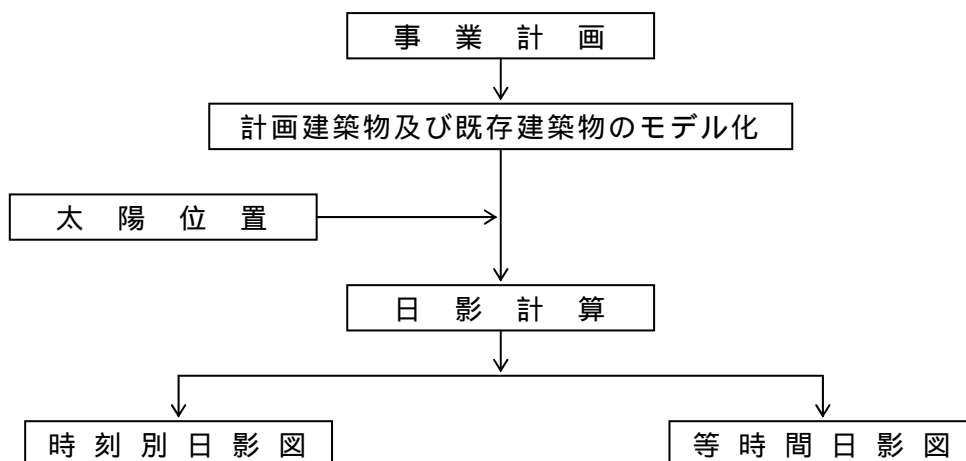 事業計画
計画建築物及び既存建築物のモデル化
太陽位置
日影計算
時刻別日影図
等時間日影図